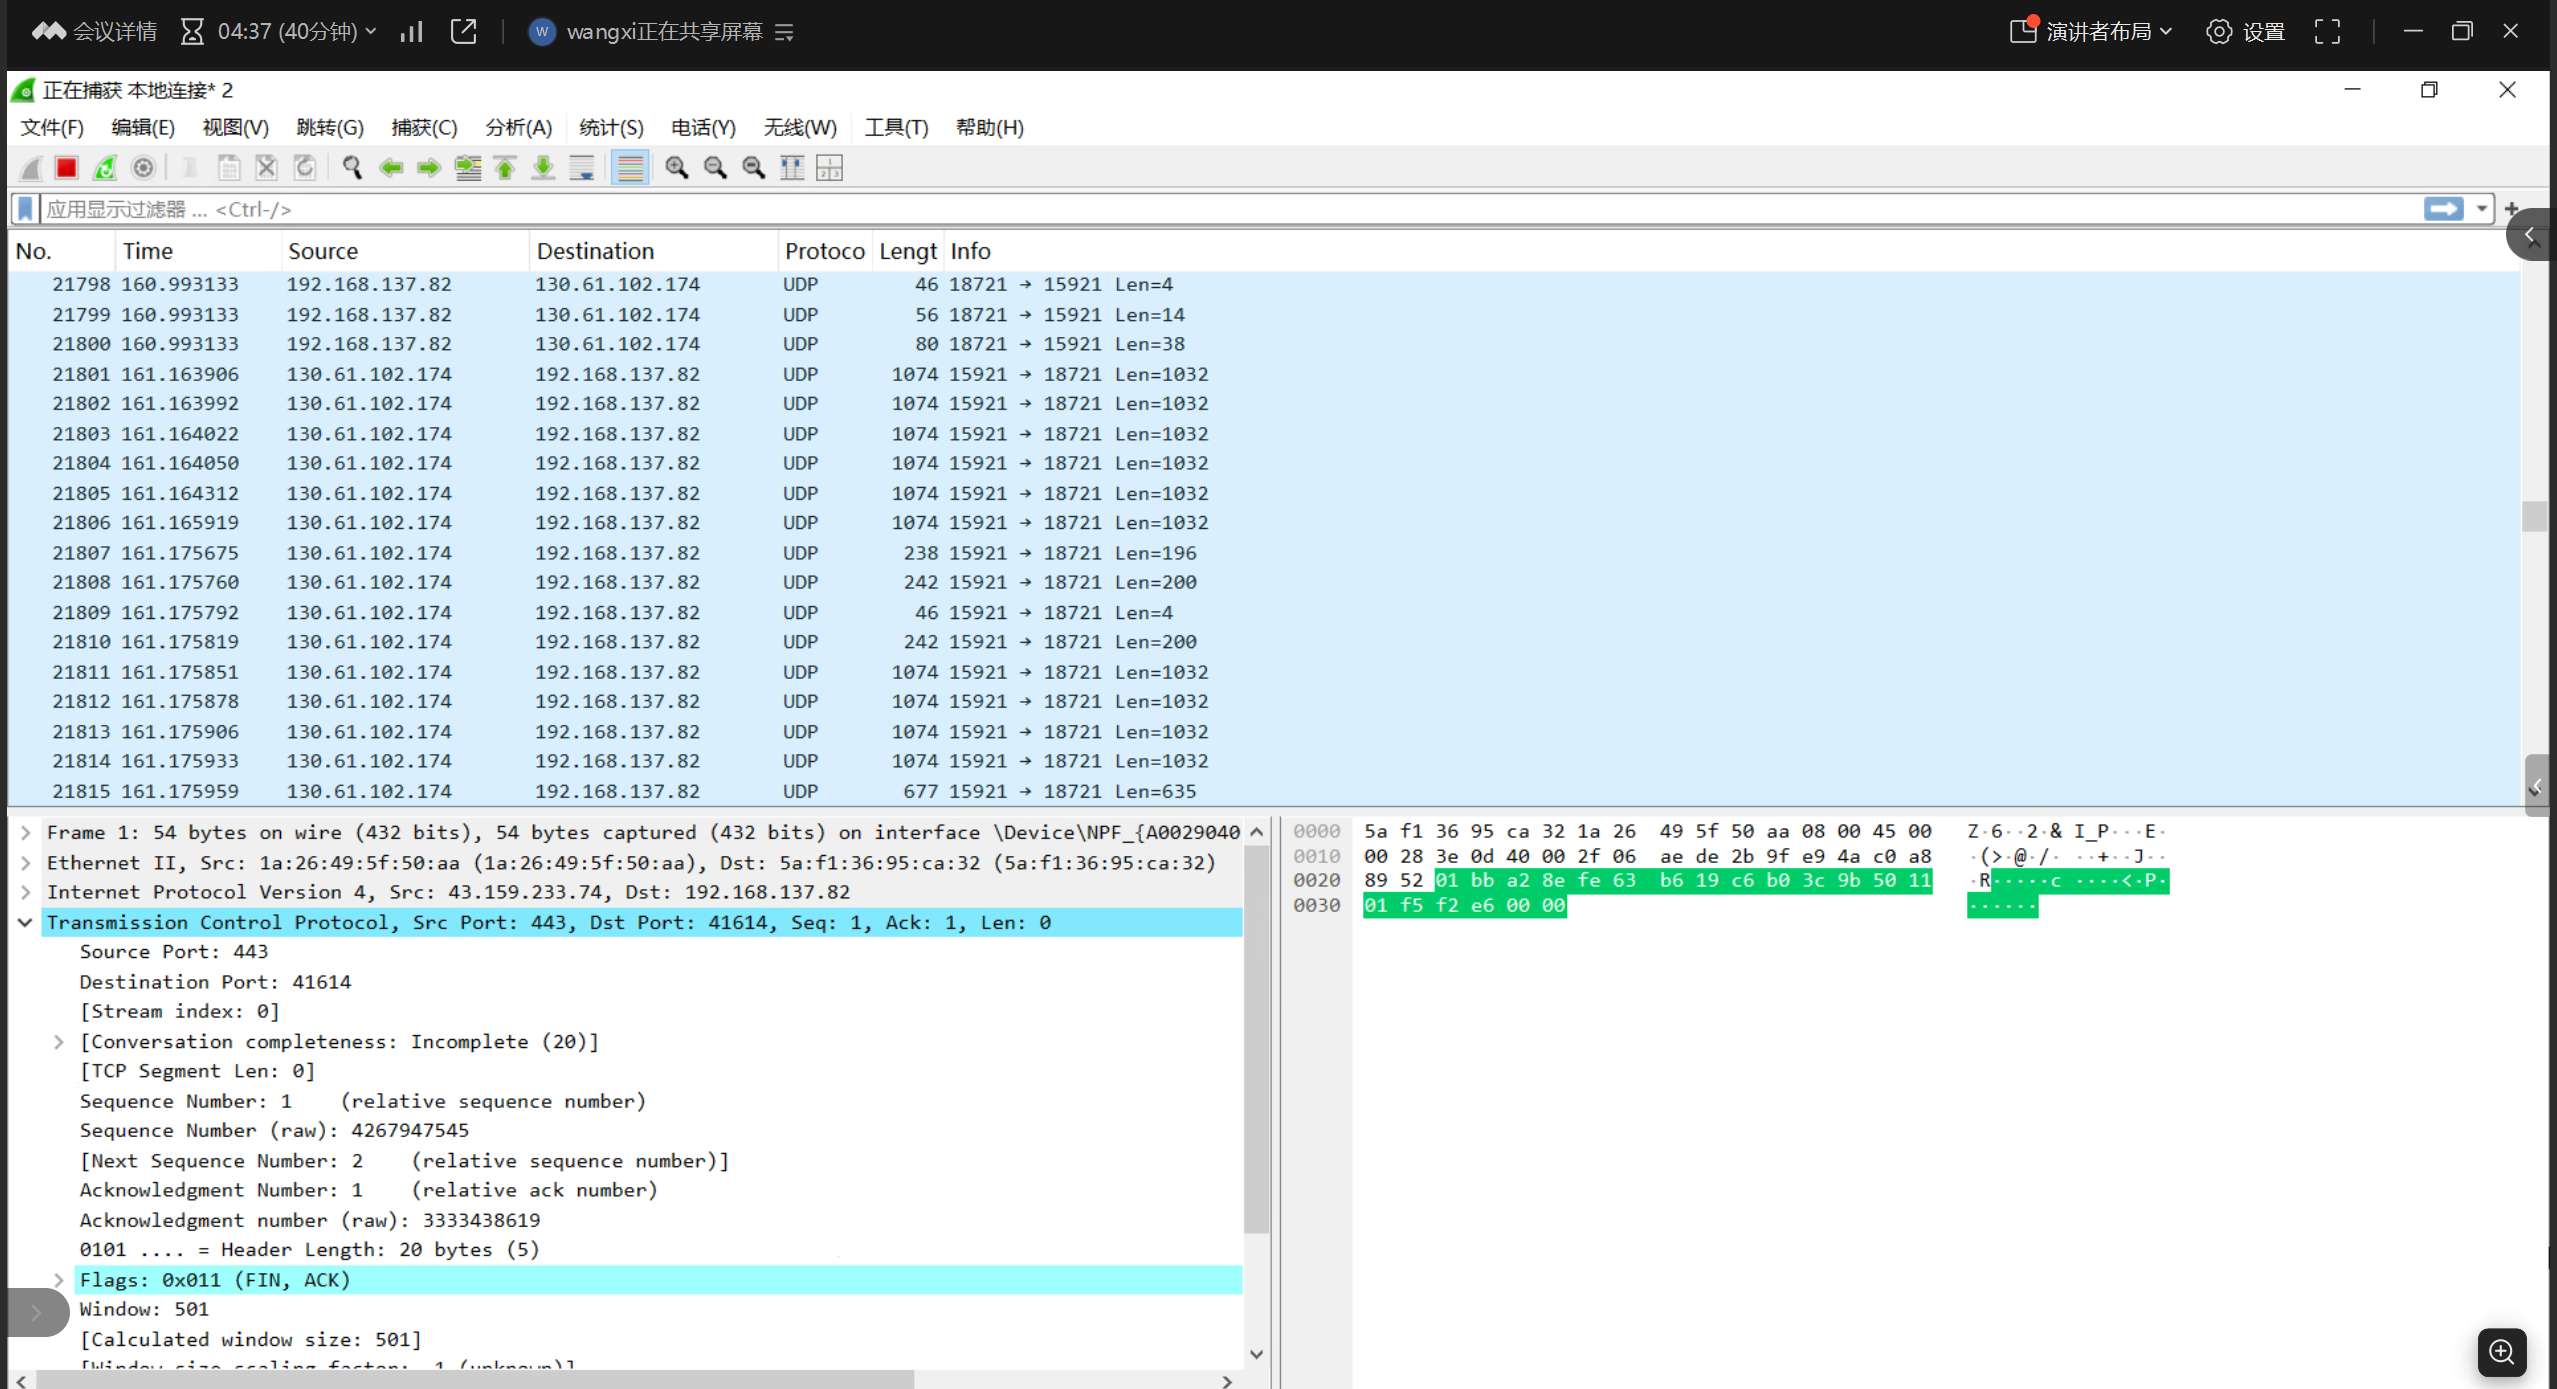 会议详情 04:37 (40分钟) W wangxi正在共享屏幕 演讲者布局 设置
正在捕获 本地连接* 2
文件(F) 编辑(E) 视图(V) 跳转(G) 捕获(C) 分析(A) 统计(S) 电话(Y) 无线(W) 工具(T) 帮助(H)
应用显示过滤器 … <Ctrl-/>
No. Time Source Destination Protoco Lengt Info
21798 160.993133 192.168.137.82 130.61.102.174 UDP 46 18721 → 15921 Len=4
21799 160.993133 192.168.137.82 130.61.102.174 UDP 56 18721 → 15921 Len=14
21800 160.993133 192.168.137.82 130.61.102.174 UDP 80 18721 → 15921 Len=38
21801 161.163906 130.61.102.174 192.168.137.82 UDP 1074 15921 → 18721 Len=1032
21802 161.163992 130.61.102.174 192.168.137.82 UDP 1074 15921 → 18721 Len=1032
21803 161.164022 130.61.102.174 192.168.137.82 UDP 1074 15921 → 18721 Len=1032
21804 161.164050 130.61.102.174 192.168.137.82 UDP 1074 15921 → 18721 Len=1032
21805 161.164312 130.61.102.174 192.168.137.82 UDP 1074 15921 → 18721 Len=1032
21806 161.165919 130.61.102.174 192.168.137.82 UDP 1074 15921 → 18721 Len=1032
21807 161.175675 130.61.102.174 192.168.137.82 UDP 238 15921 → 18721 Len=196
21808 161.175760 130.61.102.174 192.168.137.82 UDP 242 15921 → 18721 Len=200
21809 161.175792 130.61.102.174 192.168.137.82 UDP 46 15921 → 18721 Len=4
21810 161.175819 130.61.102.174 192.168.137.82 UDP 242 15921 → 18721 Len=200
21811 161.175851 130.61.102.174 192.168.137.82 UDP 1074 15921 → 18721 Len=1032
21812 161.175878 130.61.102.174 192.168.137.82 UDP 1074 15921 → 18721 Len=1032
21813 161.175906 130.61.102.174 192.168.137.82 UDP 1074 15921 → 18721 Len=1032
21814 161.175933 130.61.102.174 192.168.137.82 UDP 1074 15921 → 18721 Len=1032
21815 161.175959 130.61.102.174 192.168.137.82 UDP 677 15921 → 18721 Len=635
Frame 1: 54 bytes on wire (432 bits), 54 bytes captured (432 bits) on interface \Device\NPF_{A0029040
Ethernet II, Src: 1a:26:49:5f:50:aa (1a:26:49:5f:50:aa), Dst: 5a:f1:36:95:ca:32 (5a:f1:36:95:ca:32)
Internet Protocol Version 4, Src: 43.159.233.74, Dst: 192.168.137.82
Transmission Control Protocol, Src Port: 443, Dst Port: 41614, Seq: 1, Ack: 1, Len: 0
Source Port: 443
Destination Port: 41614
[Stream index: 0]
[Conversation completeness: Incomplete (20)]
[TCP Segment Len: 0]
Sequence Number: 1 (relative sequence number)
Sequence Number (raw): 4267947545
[Next Sequence Number: 2 (relative sequence number)]
Acknowledgment Number: 1 (relative ack number)
Acknowledgment number (raw): 3333438619
0101 .... = Header Length: 20 bytes (5)
Flags: 0x011 (FIN, ACK)
Window: 501
[Calculated window size: 501]
[Window size scaling factor: -1 (unknown)]
0000 5a f1 36 95 ca 32 1a 26 49 5f 50 aa 08 00 45 00 Z·6··2·& I_P···E·
0010 00 28 3e 0d 40 00 2f 06 ae de 2b 9f e9 4a c0 a8 ·(>·@·/· ··+··J··
0020 89 52 01 bb a2 8e fe 63 b6 19 c6 b0 3c 9b 50 11 ·R·····c ····<·P·
0030 01 f5 f2 e6 00 00 ······